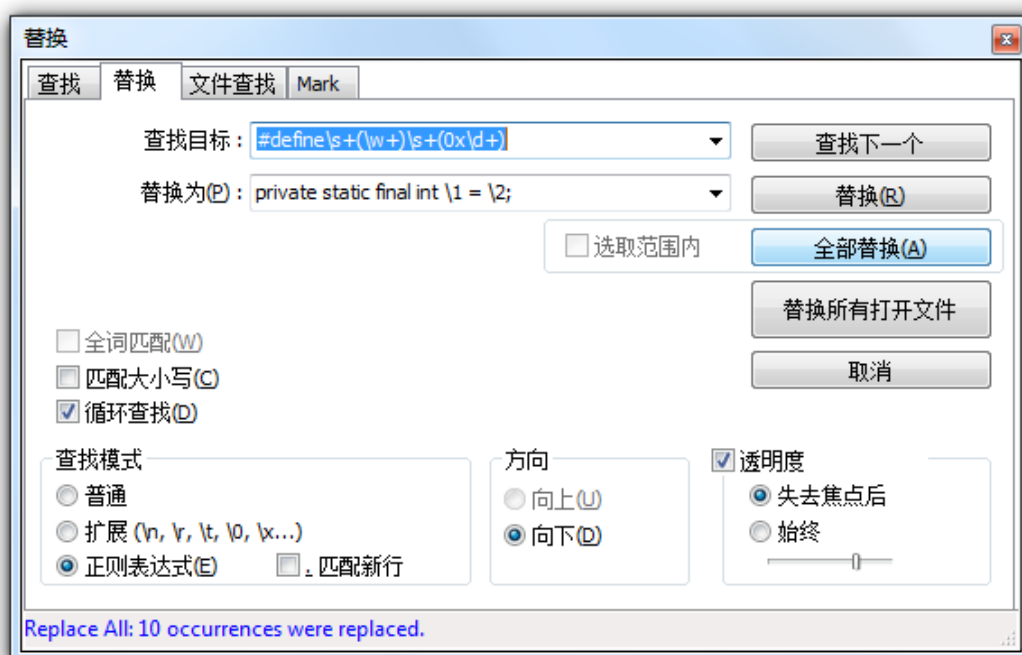 替换
查找 替换 文件查找 Mark
查找目标： #define\s+(\w+)\s+(0x\d+) 查找下一个
替换为(P)： private static final int \1 = \2; 替换(R)
选取范围内 全部替换(A)
替换所有打开文件
全词匹配(W)
取消
匹配大小写(C)
循环查找(D)
查找模式 方向 透明度
普通 向上(U) 失去焦点后
扩展 (\n, \r, \t, \0, \x...) 向下(D) 始终
正则表达式(E) . 匹配新行
Replace All: 10 occurrences were replaced.